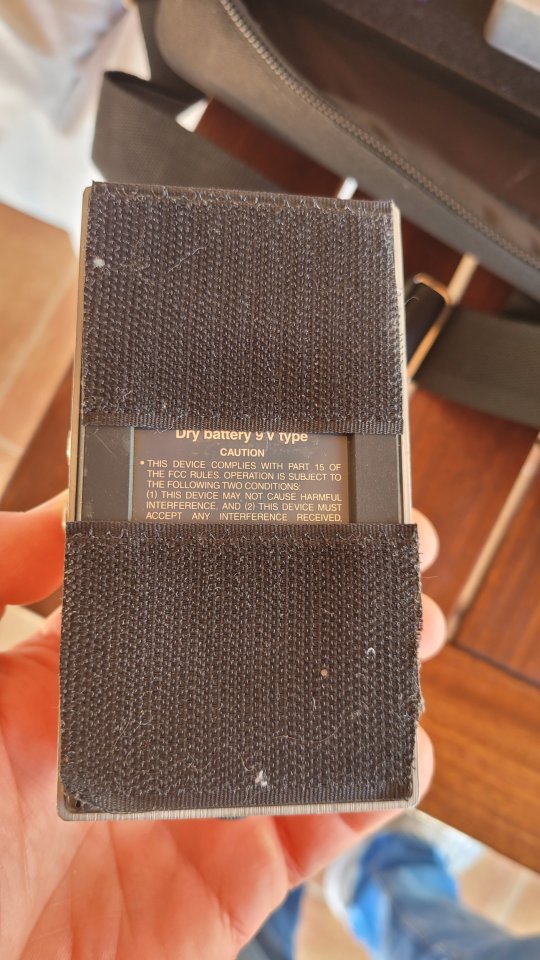 Dry battery 9 V type
CAUTION
• THIS DEVICE COMPLIES WITH PART 15 OF
THE FCC RULES. OPERATION IS SUBJECT TO
THE FOLLOWING TWO CONDITIONS:
(1) THIS DEVICE MAY NOT CAUSE HARMFUL
INTERFERENCE, AND (2) THIS DEVICE MUST
ACCEPT ANY INTERFERENCE RECEIVED,